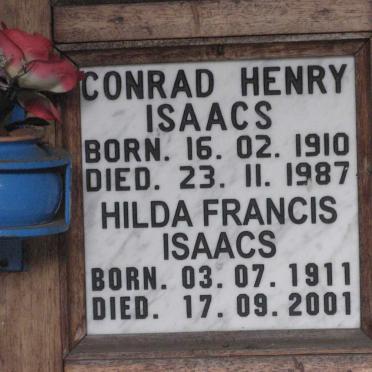 CONRAD HENRY
ISAACS
BORN. 16. 02. 1910
DIED. 23. 11. 1987
HILDA FRANCIS
ISAACS
BORN. 03. 07. 1911
DIED. 17. 09. 2001